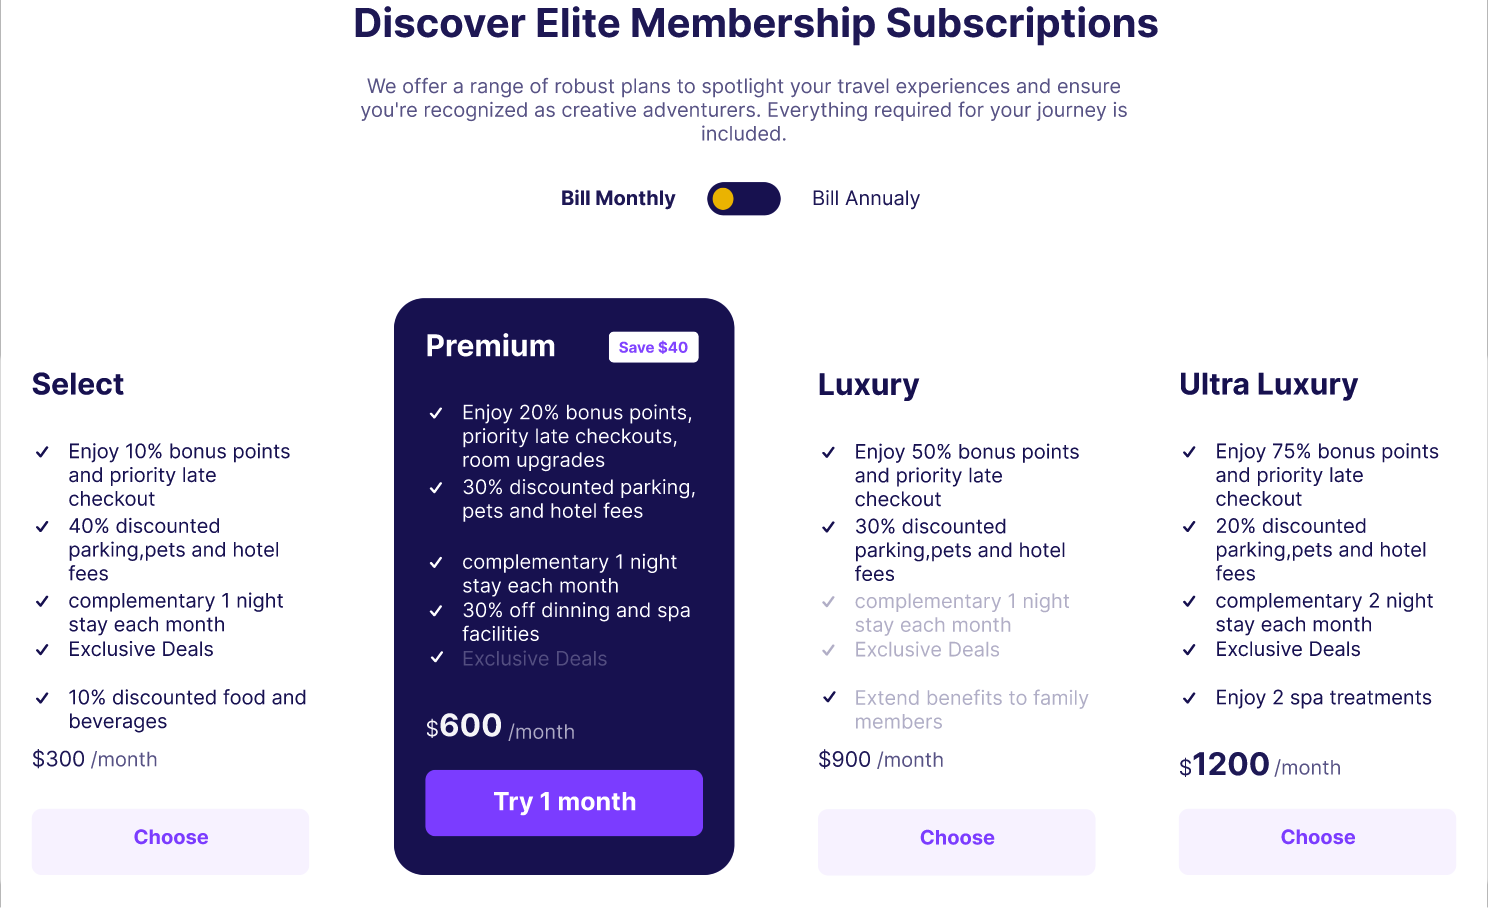 Discover Elite Membership Subscriptions
We offer a range of robust plans to spotlight your travel experiences and ensure
you're recognized as creative adventurers. Everything required for your journey is
included.
Bill Monthly
Bill Annualy
Select
Enjoy 10% bonus points
and priority late
checkout
40% discounted
parking,pets and hotel
fees
complementary 1 night
stay each month
Exclusive Deals
10% discounted food and
beverages
$300 /month
Choose
Premium
Save $40
Enjoy 20% bonus points,
priority late checkouts,
room upgrades
30% discounted parking,
pets and hotel fees
complementary 1 night
stay each month
30% off dinning and spa
facilities
Exclusive Deals
$600 /month
Try 1 month
Luxury
Enjoy 50% bonus points
and priority late
checkout
30% discounted
parking,pets and hotel
fees
complementary 1 night
stay each month
Exclusive Deals
Extend benefits to family
members
$900 /month
Choose
Ultra Luxury
Enjoy 75% bonus points
and priority late
checkout
20% discounted
parking,pets and hotel
fees
complementary 2 night
stay each month
Exclusive Deals
Enjoy 2 spa treatments
$1200 /month
Choose